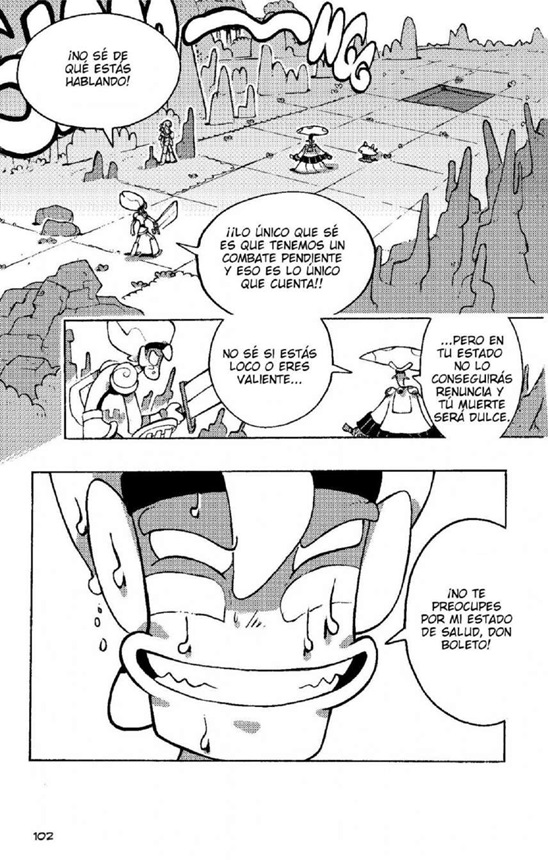 ¡NO SÉ DE
QUÉ ESTÁS
HABLANDO!
¡¡LO ÚNICO QUE SÉ
ES QUE TENEMOS UN
COMBATE PENDIENTE
Y ESO ES LO ÚNICO
QUE CUENTA!!
NO SÉ SI ESTÁS
LOCO O ERES
VALIENTE...
...PERO EN
TU ESTADO
NO LO
CONSEGUIRÁS
RENUNCIA Y
TÚ MUERTE
SERÁ DULCE.
¡NO TE
PREOCUPES
POR MI ESTADO
DE SALUD, DON
BOLETO!
102